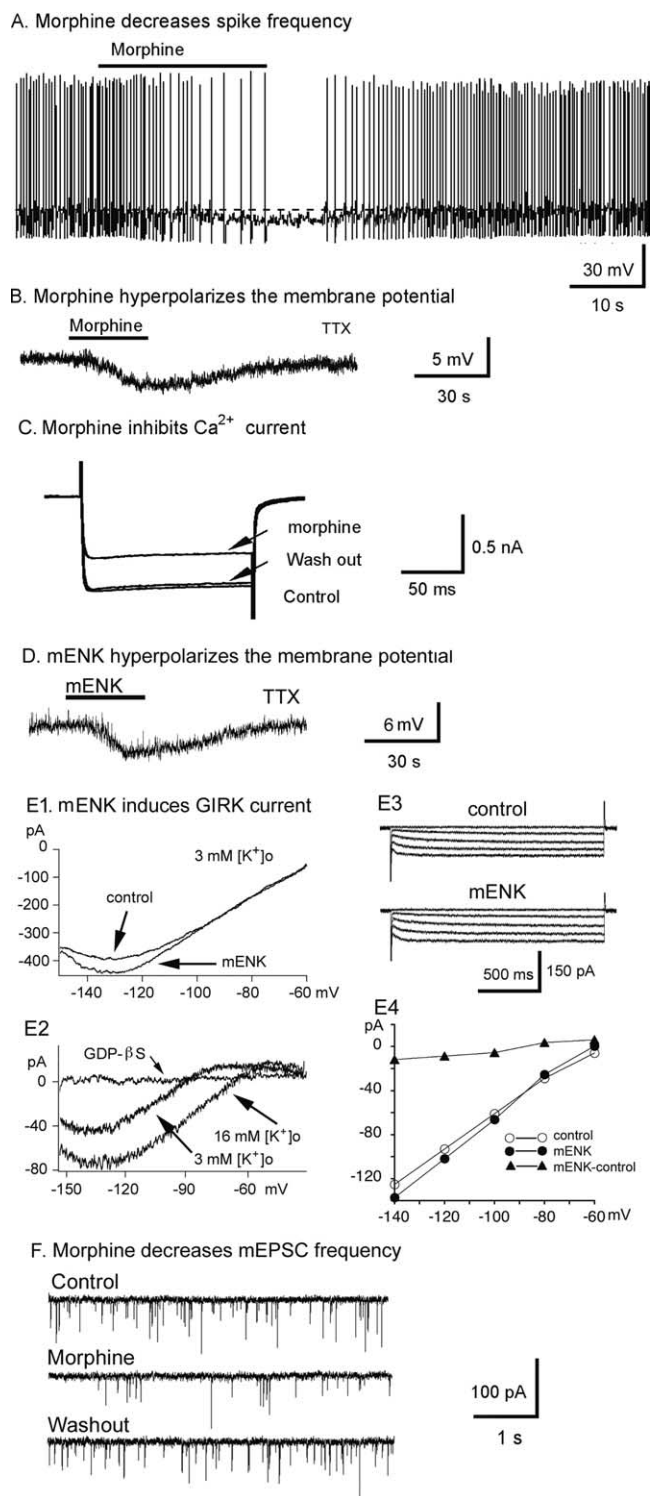 A. Morphine decreases spike frequency
Morphine
30 mV
10 s
B. Morphine hyperpolarizes the membrane potential
Morphine
TTX
5 mV
30 s
C. Morphine inhibits Ca2+ current
morphine
Wash out
Control
0.5 nA
50 ms
D. mENK hyperpolarizes the membrane potential
mENK
TTX
6 mV
30 s
E1. mENK induces GIRK current
pA
0
-100
-200
-300
-400
3 mM [K+]o
control
mENK
-140 -120 -100 -80 -60 mV
E2
pA
0
-40
-80
GDP-βS
16 mM [K+]o
3 mM [K+]o
-150 -120 -90 -60 mV
E3
control
mENK
500 ms
150 pA
E4
pA
0
-40
-80
-120
control
mENK
mENK-control
-140 -120 -100 -80 -60 mV
F. Morphine decreases mEPSC frequency
Control
Morphine
Washout
100 pA
1 s